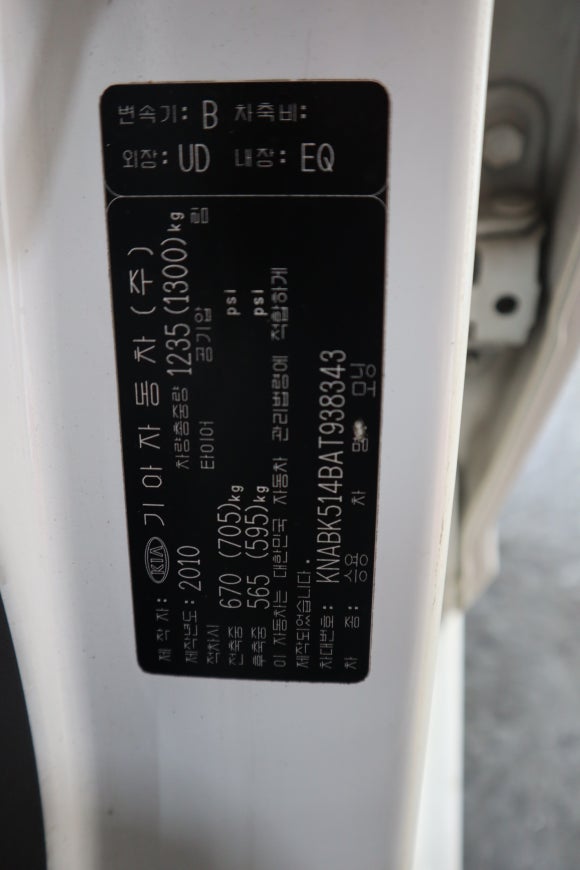 변속기: B 차축비:
외장: UD 내장: EQ
제 작 자: KIA 기 아 자 동 차 (주)
제작년도: 2010 차량총중량 1235 (1300) kg
적차시 타이어 공기압
전축중 670 (705) kg psi
후축중 565 (595) kg psi
이 자동차는 대한민국 자동차 관리법령에 적합하게
제작되었습니다.
차대번호: KNABK514BAT938343
차 종: 승용 차 명: 모닝